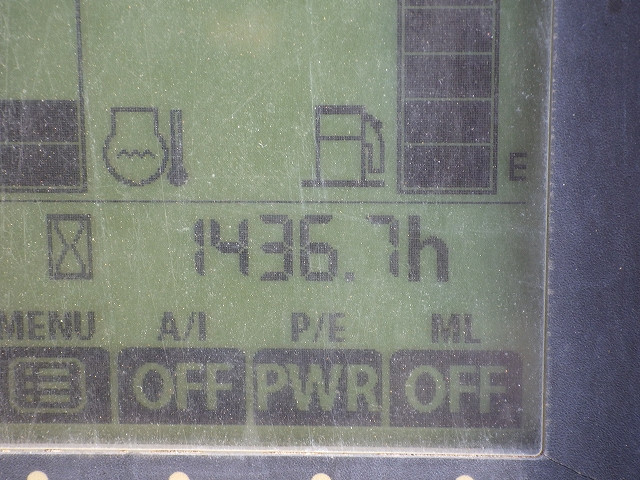 E
1436.7h
MENU A/I P/E ML
OFF PWR OFF